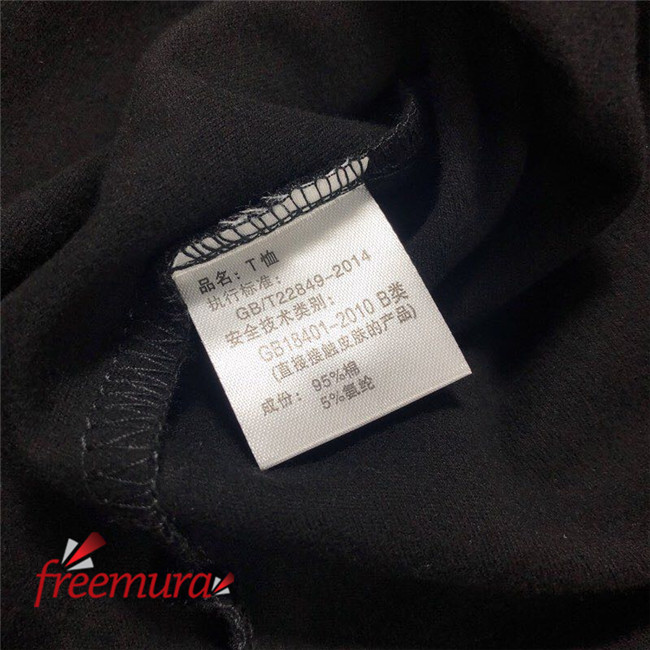 品名：T恤
执行标准：
GB/T22849-2014
安全技术类别：
GB18401-2010 B类
(直接接触皮肤的产品)
成份：95%棉
5%氨纶
freemura